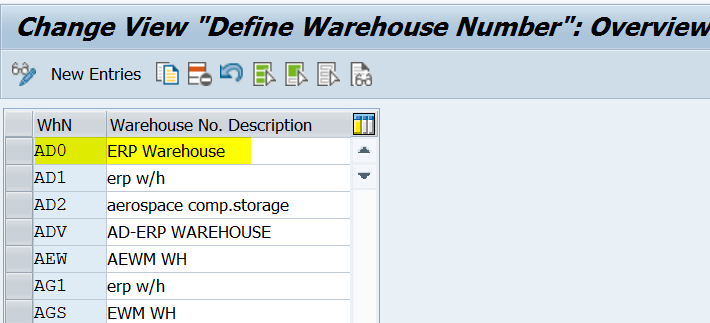 Change View "Define Warehouse Number": Overview
New Entries
WhN Warehouse No. Description
AD0 ERP Warehouse
AD1 erp w/h
AD2 aerospace comp.storage
ADV AD-ERP WAREHOUSE
AEW AEWM WH
AG1 erp w/h
AGS EWM WH